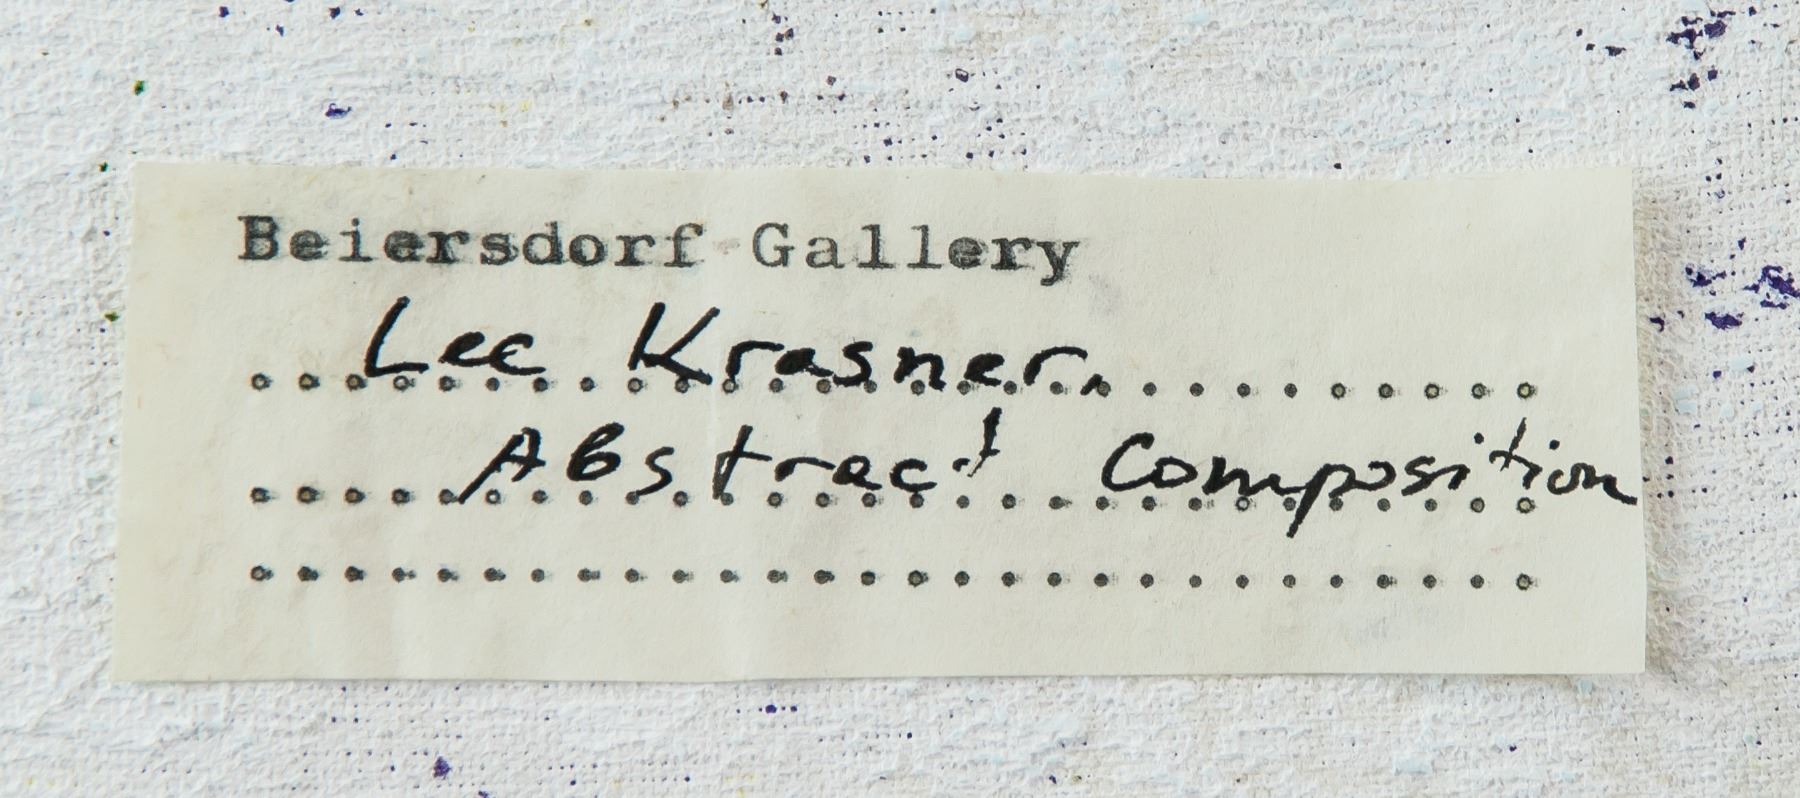 Beiersdorf Gallery
Lee Krasner.
Abstract Composition